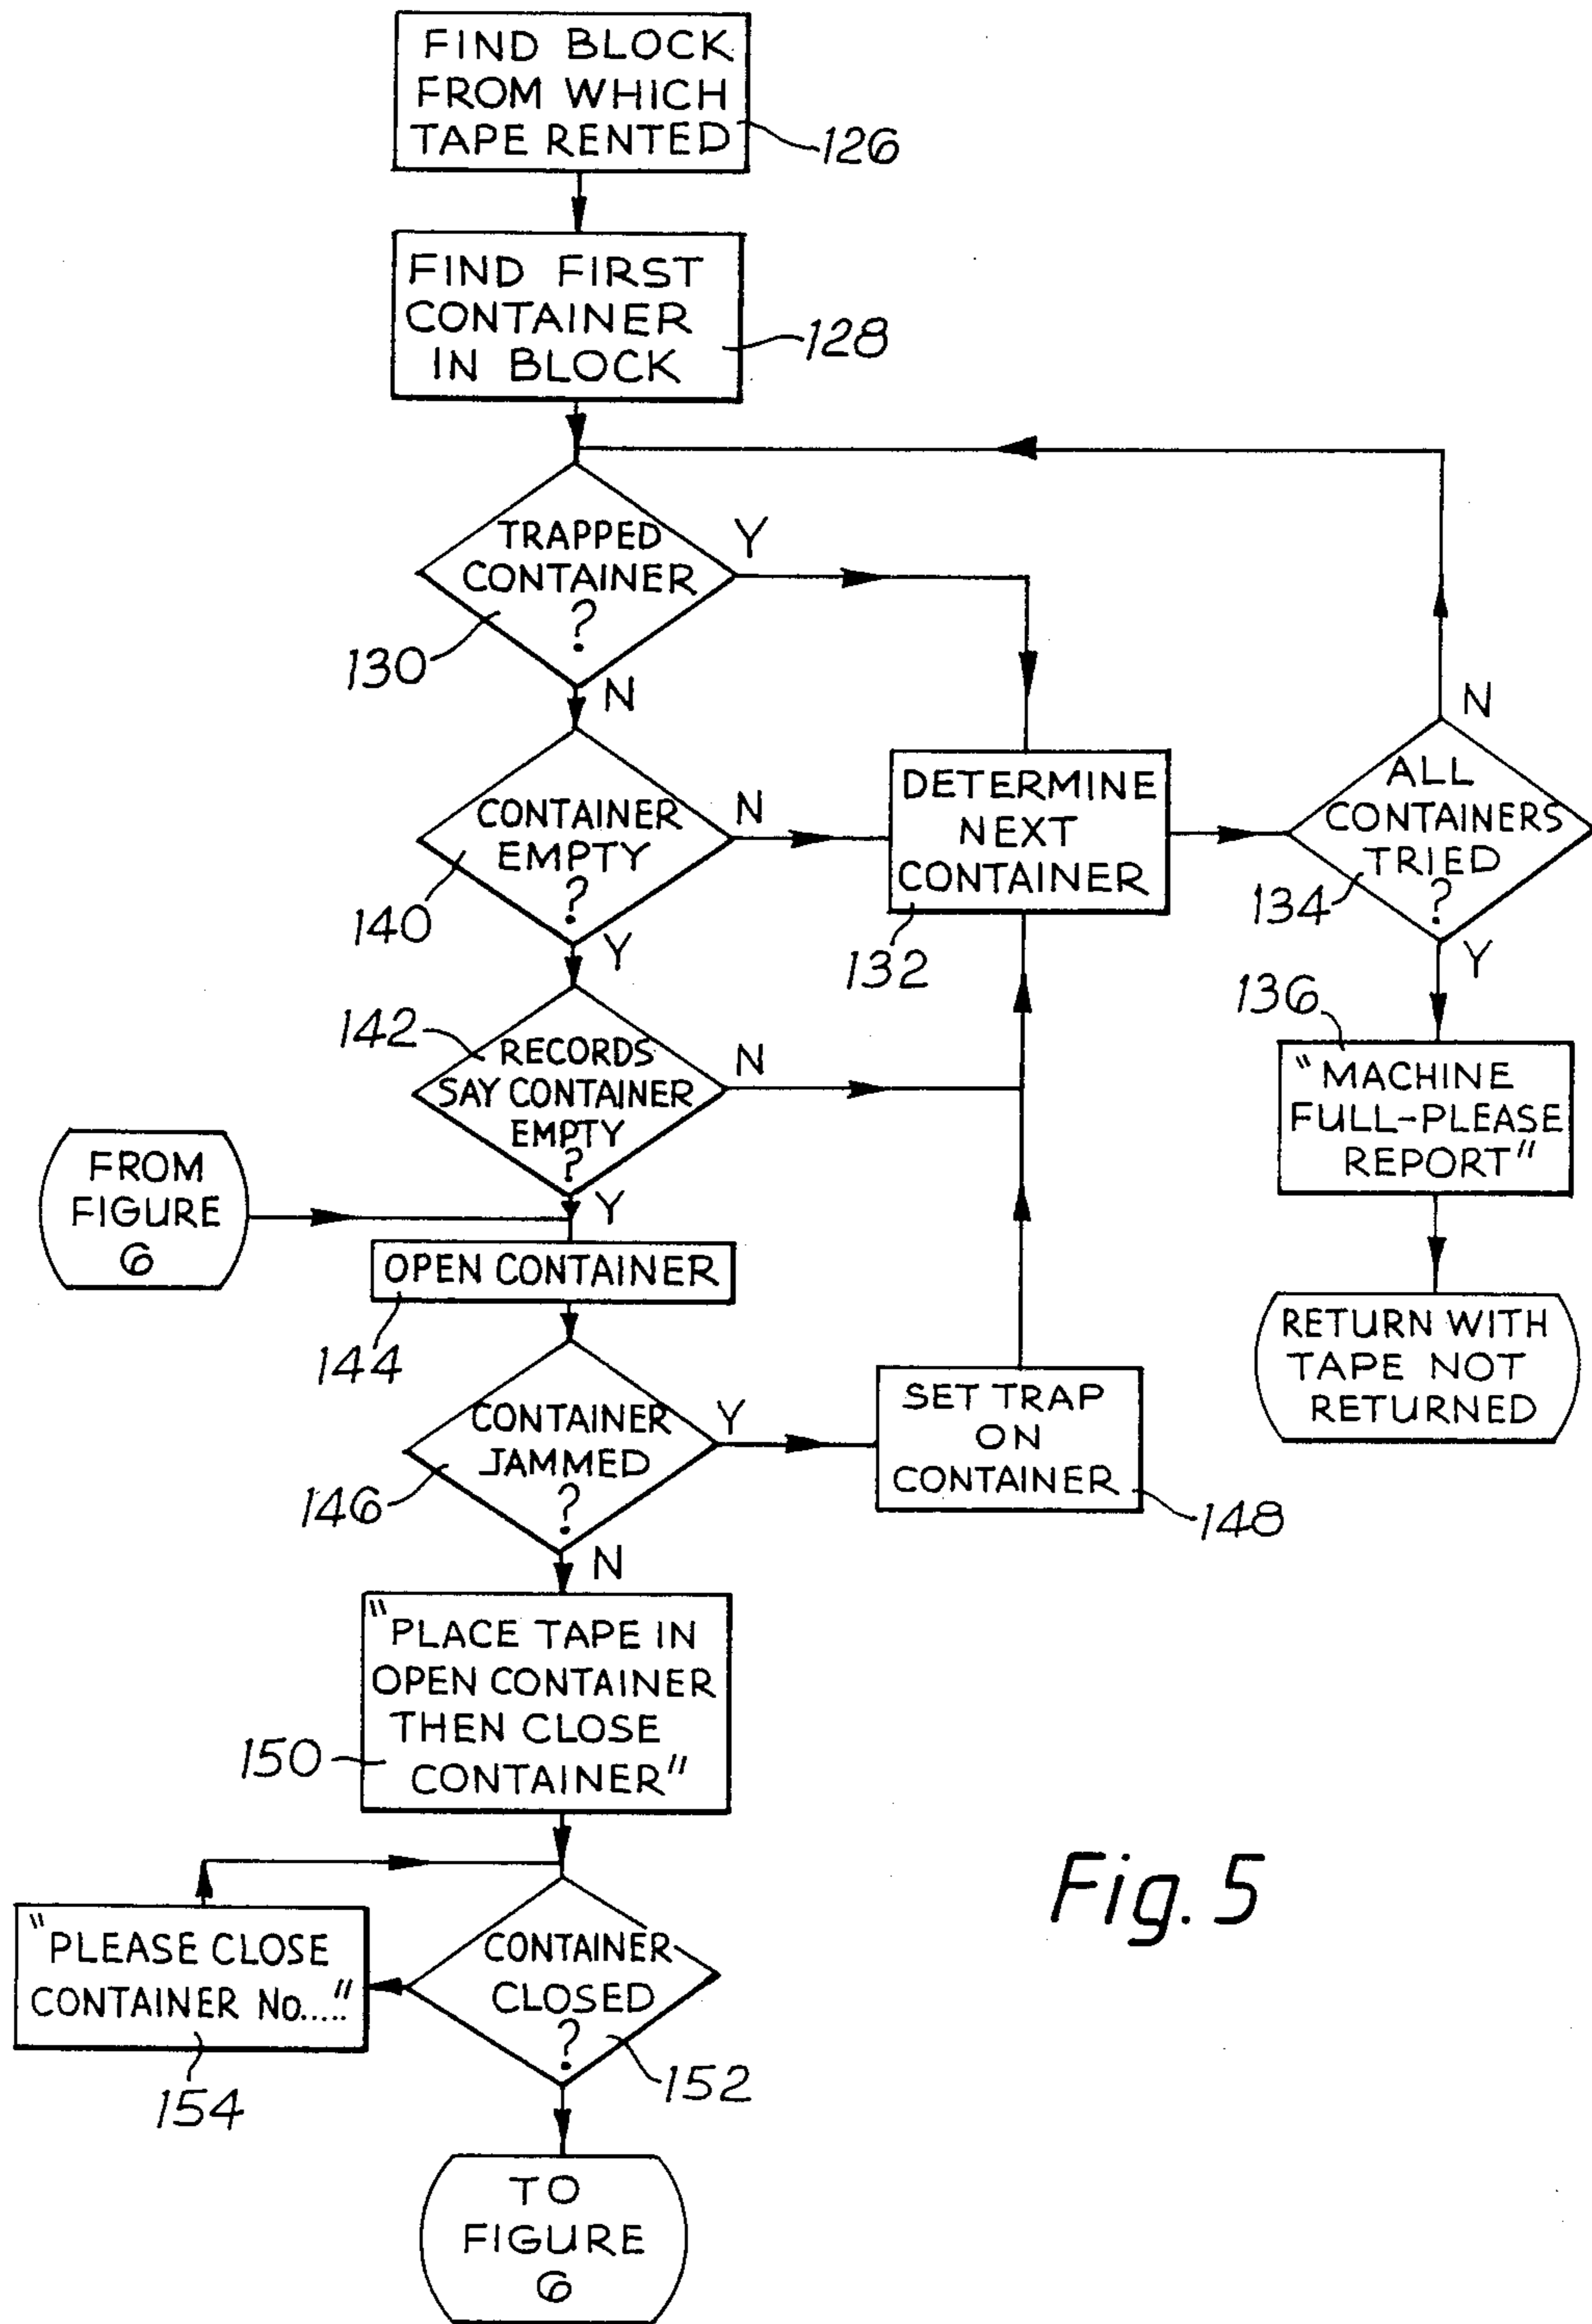 FIND BLOCK
FROM WHICH
TAPE RENTED
126
FIND FIRST
CONTAINER
IN BLOCK
128
TRAPPED
CONTAINER
?
130
Y
N
CONTAINER
EMPTY
?
140
N
Y
DETERMINE
NEXT
CONTAINER
132
ALL
CONTAINERS
TRIED
?
134
N
Y
136
"MACHINE
FULL-PLEASE
REPORT"
RETURN WITH
TAPE NOT
RETURNED
142
RECORDS
SAY CONTAINER
EMPTY
?
N
Y
FROM
FIGURE
6
OPEN CONTAINER
144
CONTAINER
JAMMED
?
146
Y
N
SET TRAP
ON
CONTAINER
148
"PLACE TAPE IN
OPEN CONTAINER
THEN CLOSE
CONTAINER"
150
"PLEASE CLOSE
CONTAINER No....."
154
CONTAINER
CLOSED
?
152
TO
FIGURE
6
Fig. 5